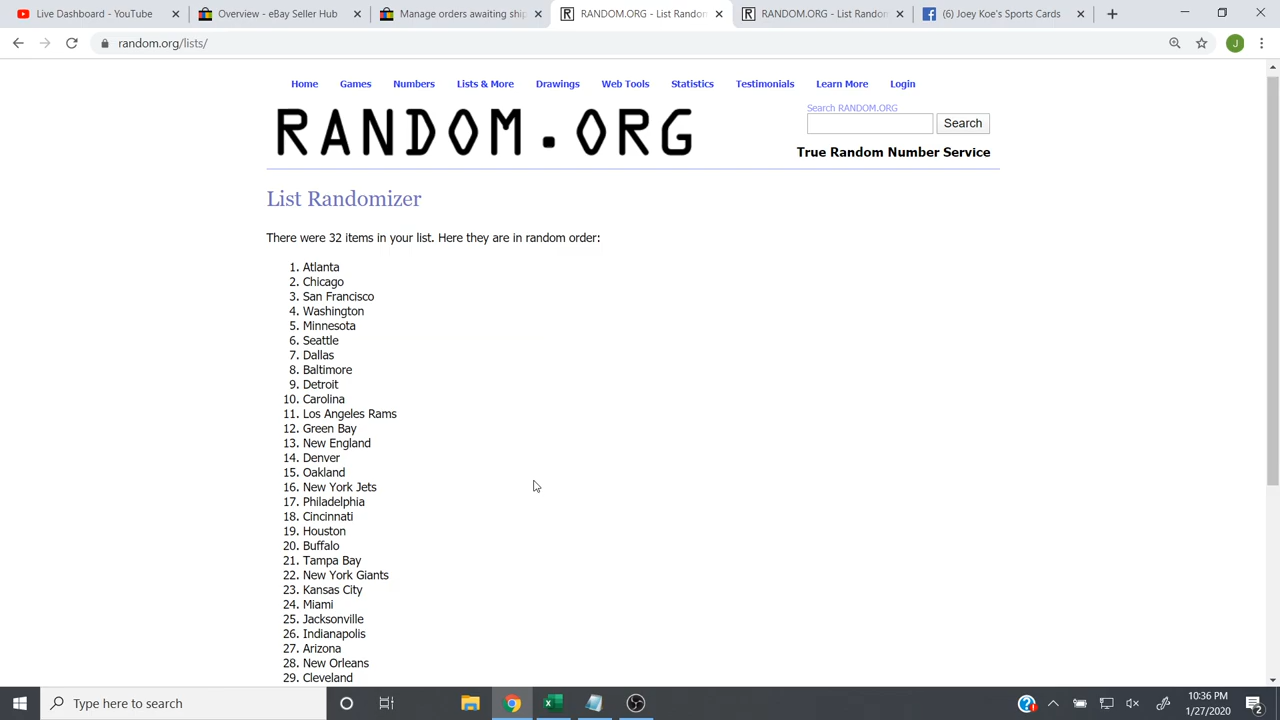 Live Dashboard - YouTube
Overview - eBay Seller Hub
Manage orders awaiting ship
RANDOM.ORG - List Random
RANDOM.ORG - List Random
(6) Joey Koe's Sports Cards
random.org/lists/
J
Home Games Numbers Lists & More Drawings Web Tools Statistics Testimonials Learn More Login
RANDOM.ORG
Search RANDOM.ORG
Search
True Random Number Service
List Randomizer
There were 32 items in your list. Here they are in random order:
1. Atlanta
2. Chicago
3. San Francisco
4. Washington
5. Minnesota
6. Seattle
7. Dallas
8. Baltimore
9. Detroit
10. Carolina
11. Los Angeles Rams
12. Green Bay
13. New England
14. Denver
15. Oakland
16. New York Jets
17. Philadelphia
18. Cincinnati
19. Houston
20. Buffalo
21. Tampa Bay
22. New York Giants
23. Kansas City
24. Miami
25. Jacksonville
26. Indianapolis
27. Arizona
28. New Orleans
29. Cleveland
Type here to search
10:36 PM
1/27/2020
2